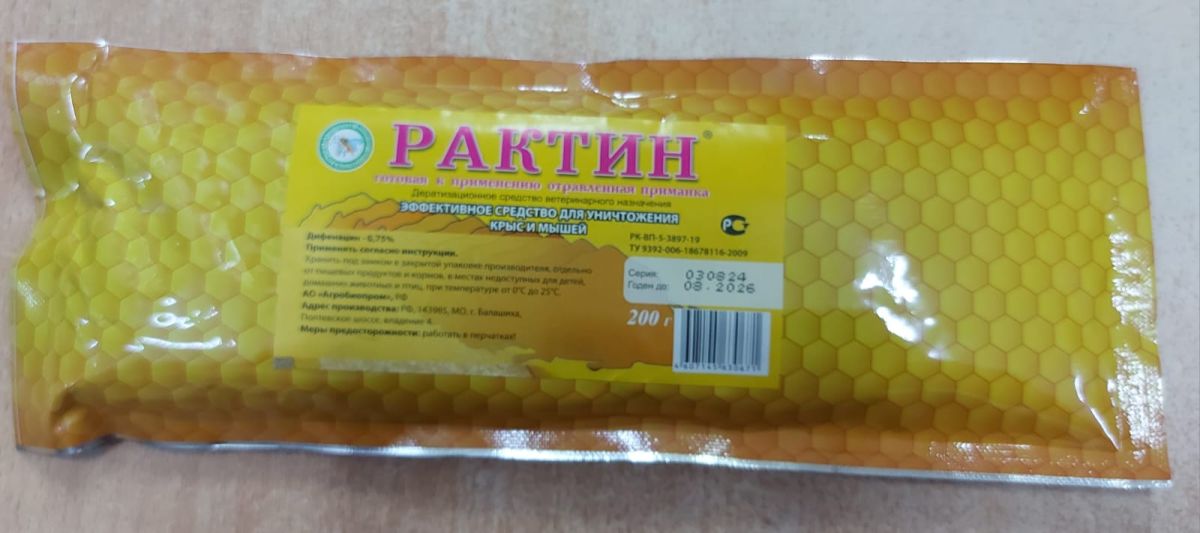 РАКТИН®
готовая к применению отравленная приманка
Дератизационное средство ветеринарного назначения
ЭФФЕКТИВНОЕ СРЕДСТВО ДЛЯ УНИЧТОЖЕНИЯ
КРЫС И МЫШЕЙ
РСТ
РК-ВП-5-3897-19
ТУ 9392-006-18678116-2009
Дифенацин - 0,75%
Применять согласно инструкции.
Хранить под замком в закрытой упаковке производителя, отдельно
от пищевых продуктов и кормов, в местах недоступных для детей,
домашних животных и птиц, при температуре от 0°С до 25°С.
АО «Агробиопром», РФ
Адрес производства: РФ, 143985, МО, г. Балашиха,
Полтевское шоссе, владение 4.
Меры предосторожности: работать в перчатках!
Серия: 030824
Годен до: 08.2026
200 г